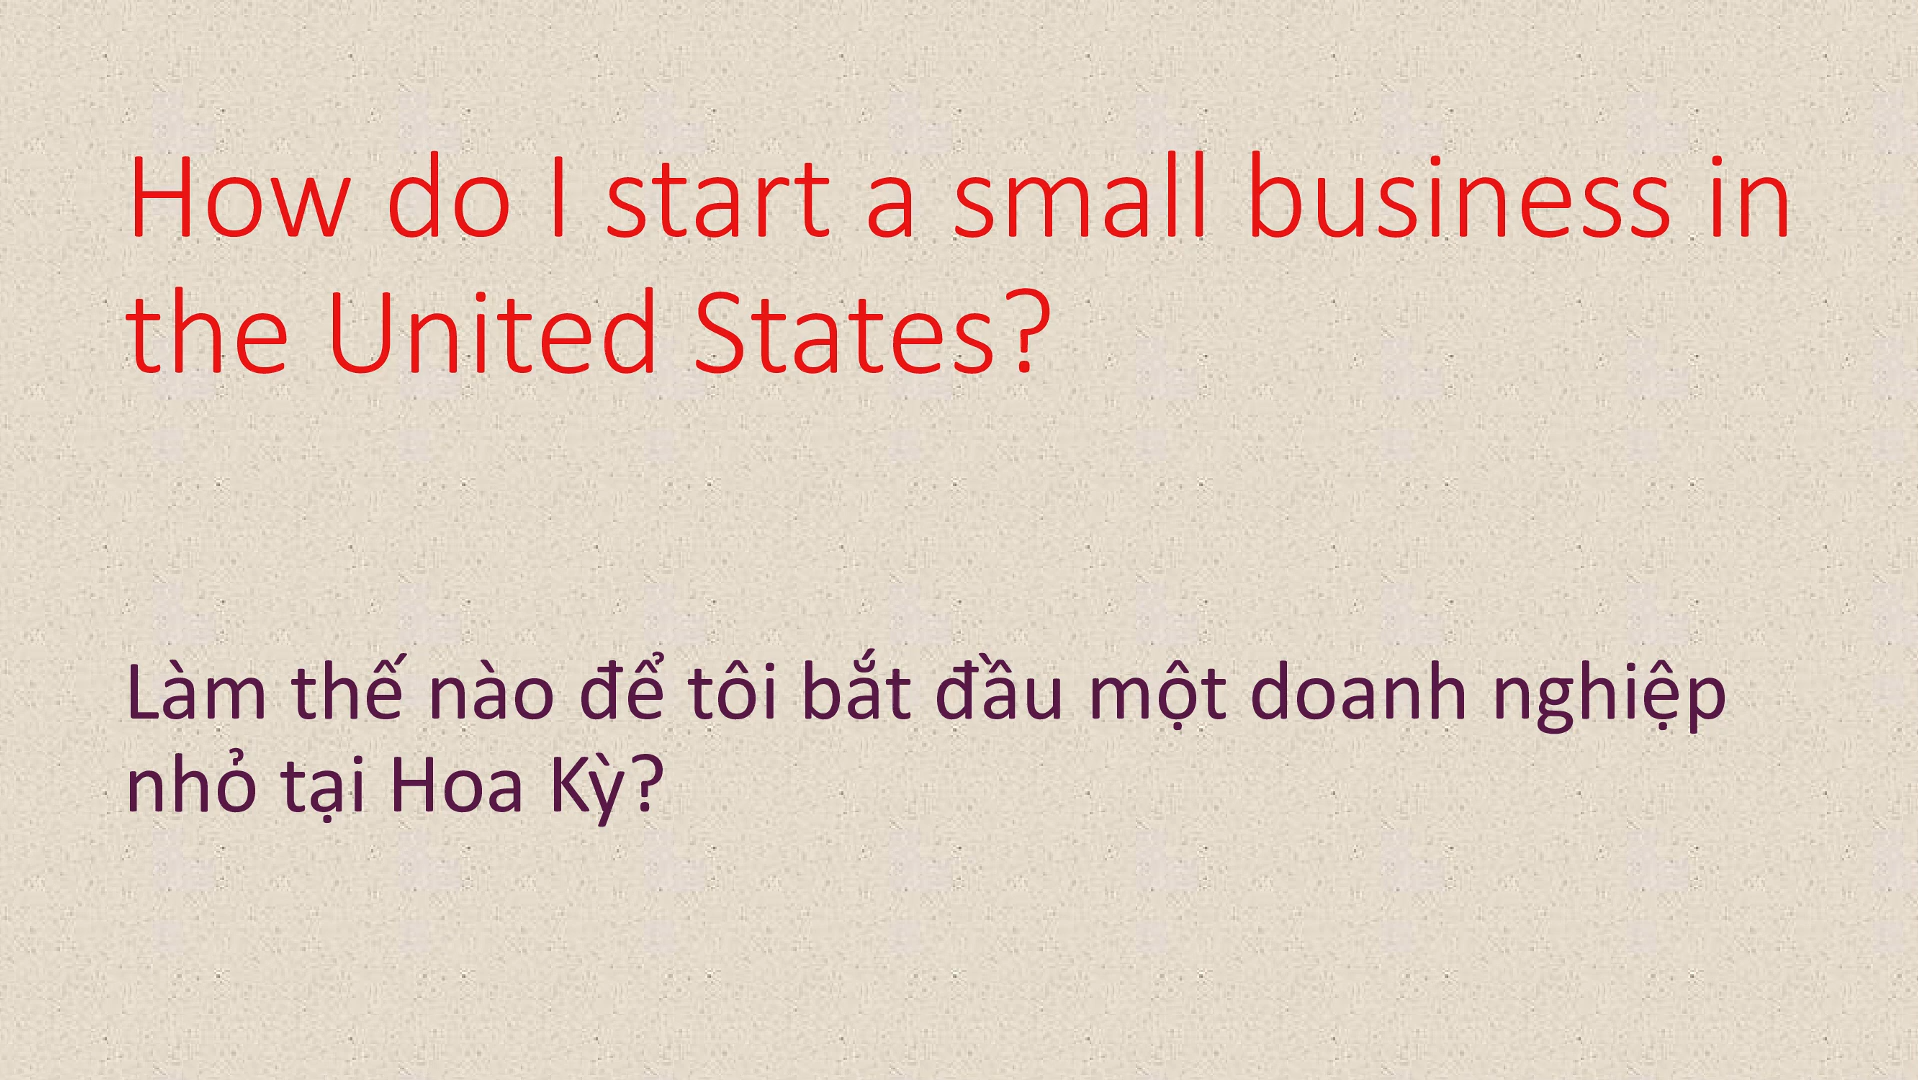 How do I start a small business in
the United States?
Làm thế nào để tôi bắt đầu một doanh nghiệp
nhỏ tại Hoa Kỳ?